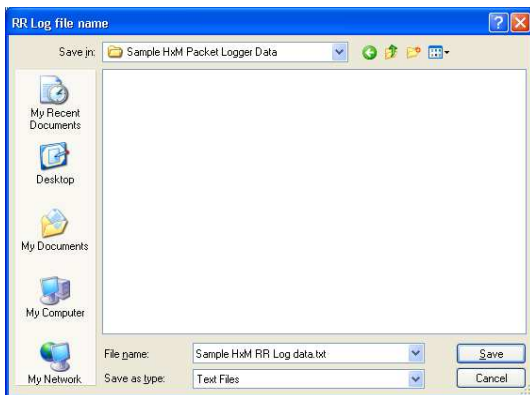 RR Log file name
Save in:
Sample HxM Packet Logger Data
My Recent
Documents
Desktop
My Documents
My Computer
My Network
File name:
Sample HxM RR Log data.txt
Save
Save as type:
Text Files
Cancel